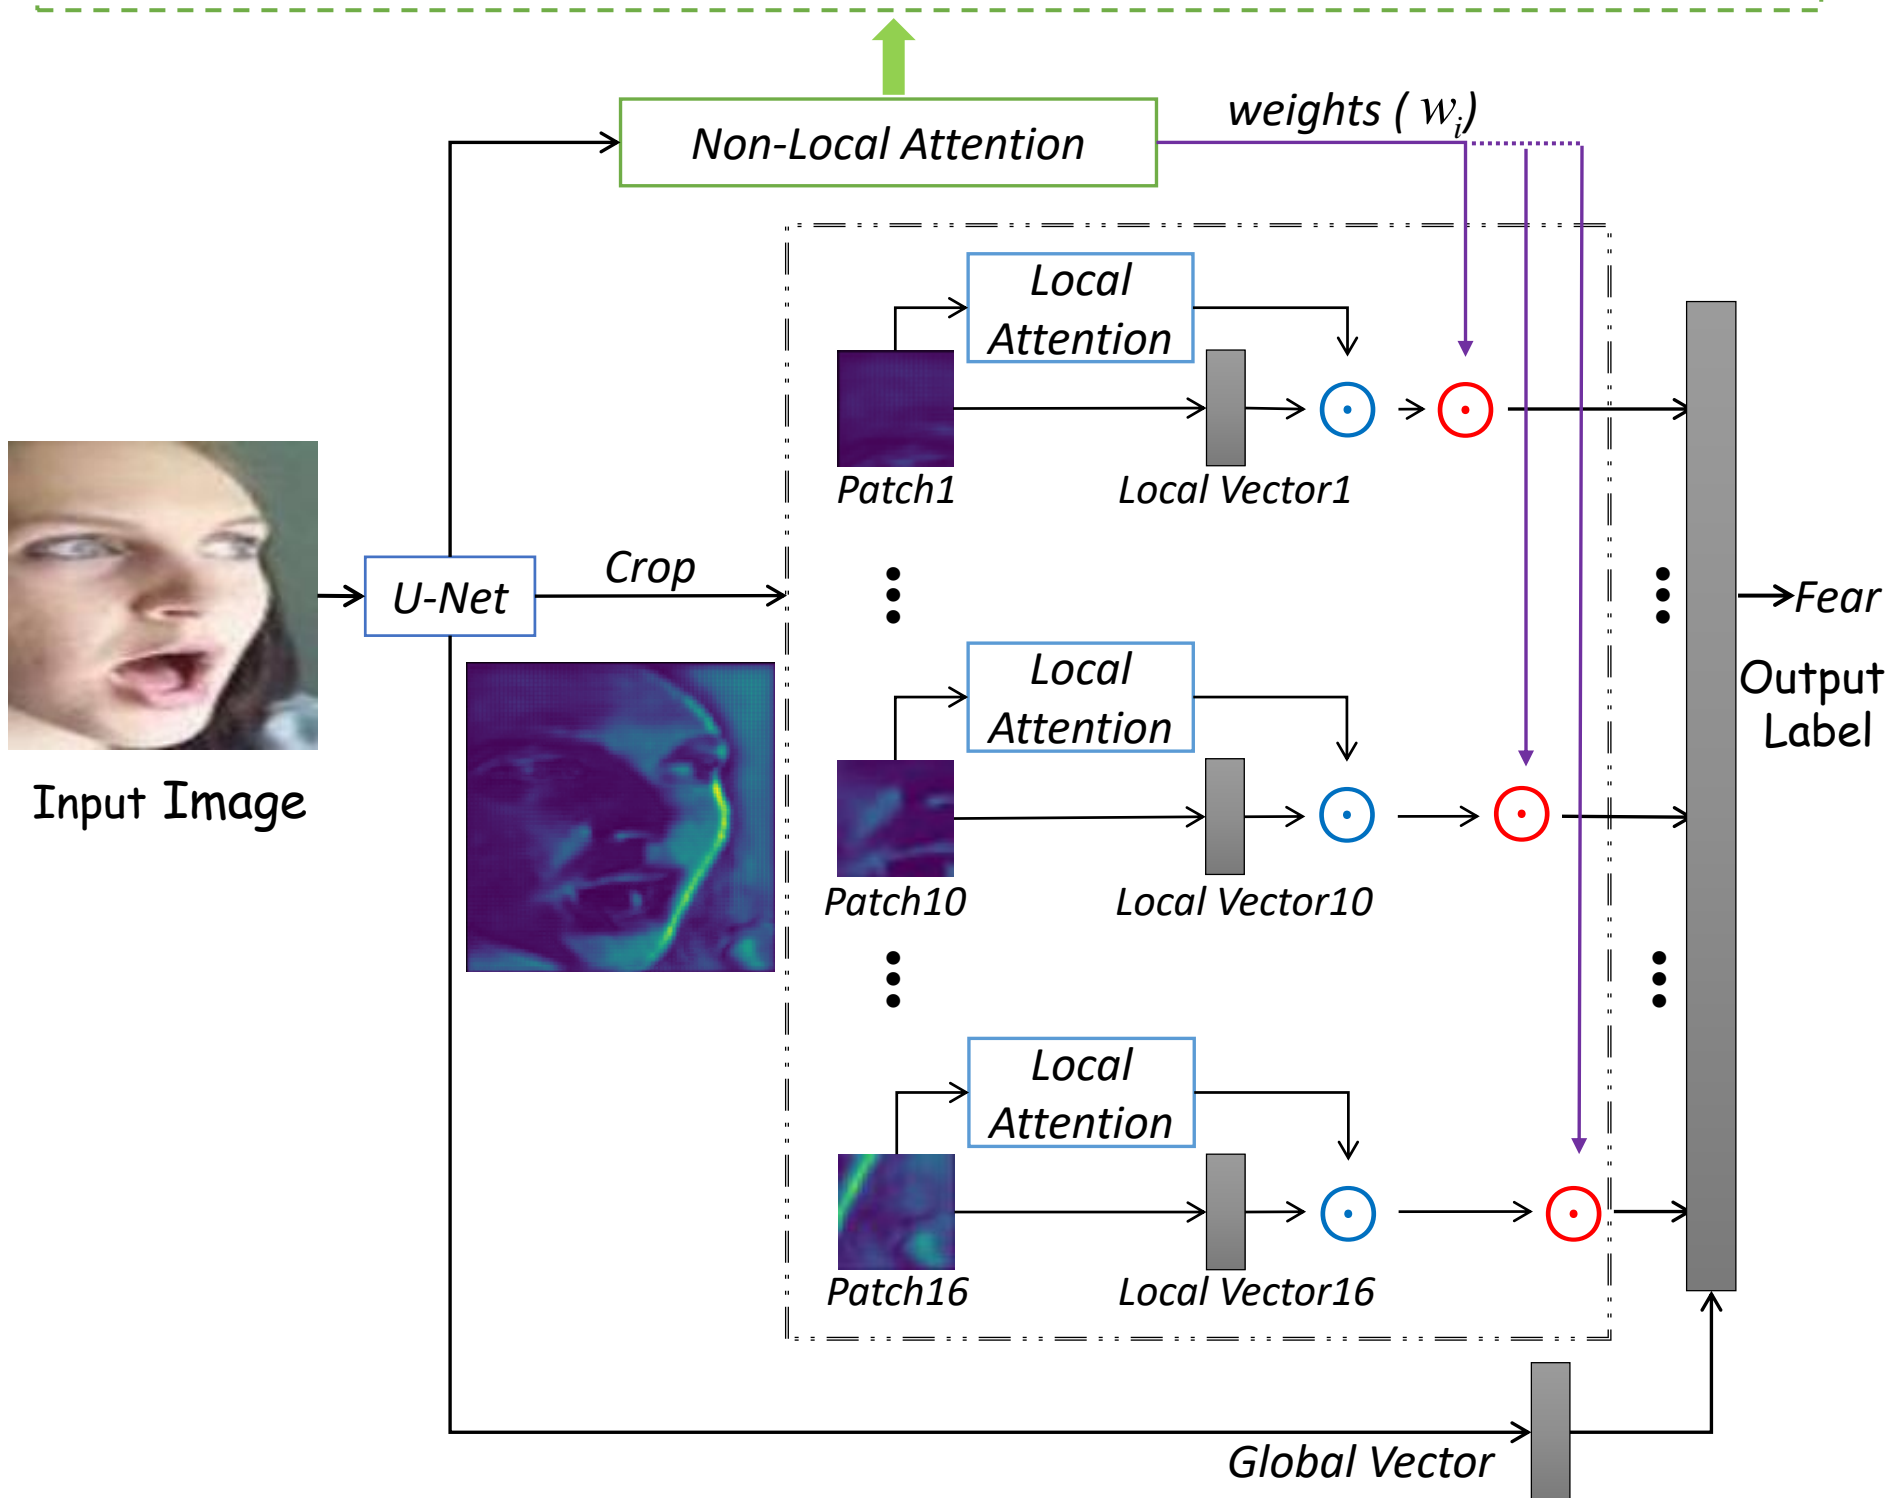 Non-Local Attention
weights ( wi)
Local
Attention
Patch1
Local Vector1
Input Image
U-Net
Crop
Local
Attention
Patch10
Local Vector10
Fear
Output
Label
Local
Attention
Patch16
Local Vector16
Global Vector